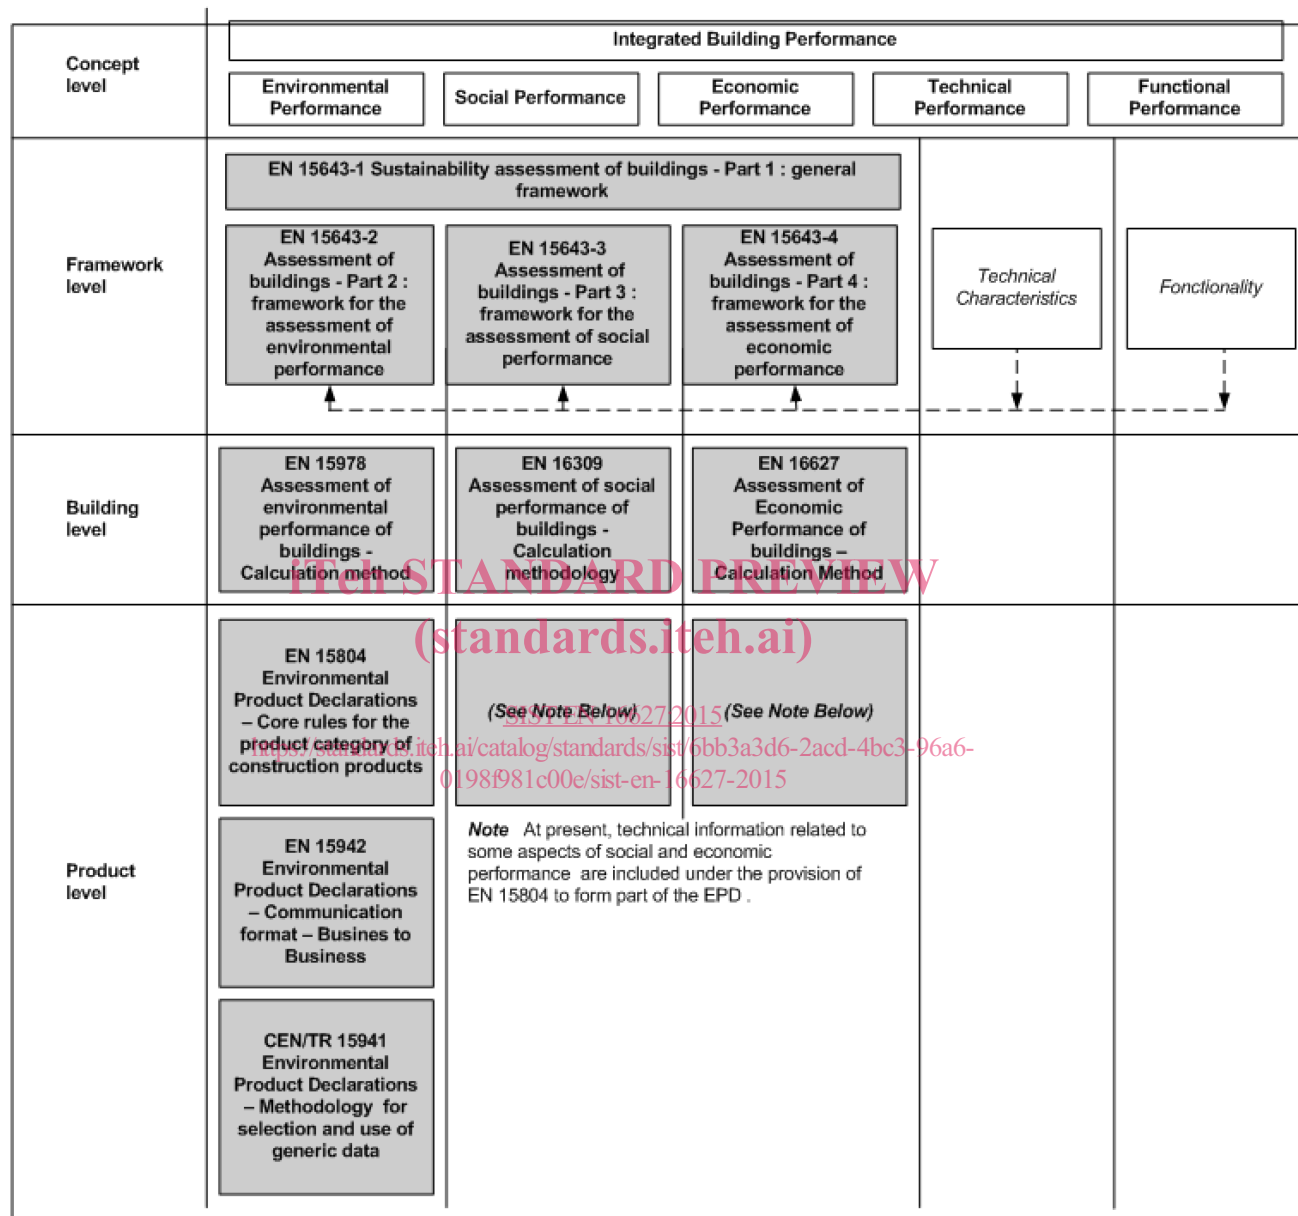 Integrated Building Performance
Concept
level
Environmental
Performance
Social Performance
Economic
Performance
Technical
Performance
Functional
Performance
EN 15643-1 Sustainability assessment of buildings - Part 1 : general
framework
Framework
level
EN 15643-2
Assessment of
buildings - Part 2 :
framework for the
assessment of
environmental
performance
EN 15643-3
Assessment of
buildings - Part 3 :
framework for the
assessment of social
performance
EN 15643-4
Assessment of
buildings - Part 4 :
framework for the
assessment of
economic
performance
Technical
Characteristics
Fonctionality
Building
level
EN 15978
Assessment of
environmental
performance of
buildings -
Calculation method
EN 16309
Assessment of social
performance of
buildings -
Calculation
methodology
EN 16627
Assessment of
Economic
Performance of
buildings –
Calculation Method
iTeh STANDARD PREVIEW
(standards.iteh.ai)
Product
level
EN 15804
Environmental
Product Declarations
– Core rules for the
product category of
construction products
(See Note Below)
(See Note Below)
SIST EN 16627:2015
https://standards.iteh.ai/catalog/standards/sist/6bb3a3d6-2acd-4bc3-96a6-
0198f981c00e/sist-en-16627-2015
Note At present, technical information related to
some aspects of social and economic
performance are included under the provision of
EN 15804 to form part of the EPD .
EN 15942
Environmental
Product Declarations
– Communication
format – Busines to
Business
CEN/TR 15941
Environmental
Product Declarations
– Methodology for
selection and use of
generic data